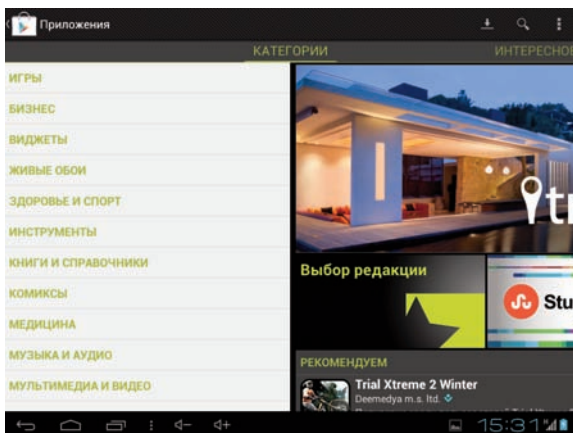 Приложения
КАТЕГОРИИ
ИНТЕРЕСНО
ИГРЫ
БИЗНЕС
ВИДЖЕТЫ
ЖИВЫЕ ОБОИ
ЗДОРОВЬЕ И СПОРТ
ИНСТРУМЕНТЫ
КНИГИ И СПРАВОЧНИКИ
КОМИКСЫ
МЕДИЦИНА
МУЗЫКА И АУДИО
МУЛЬТИМЕДИА И ВИДЕО
tr
Выбор редакции
Stu
РЕКОМЕНДУЕМ
Trial Xtreme 2 Winter
Deemedya m.s. ltd.
15:31